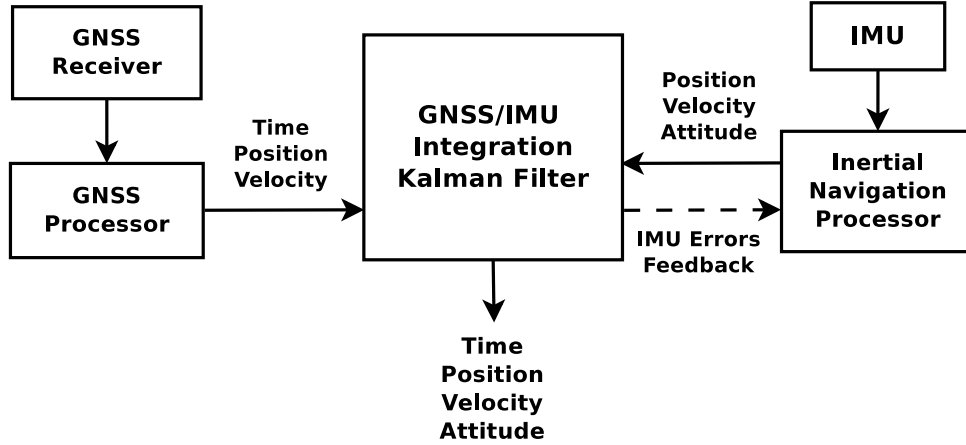 GNSS
Receiver
GNSS
Processor
Time
Position
Velocity
GNSS/IMU
Integration
Kalman Filter
IMU
Position
Velocity
Attitude
Inertial
Navigation
Processor
IMU Errors
Feedback
Time
Position
Velocity
Attitude